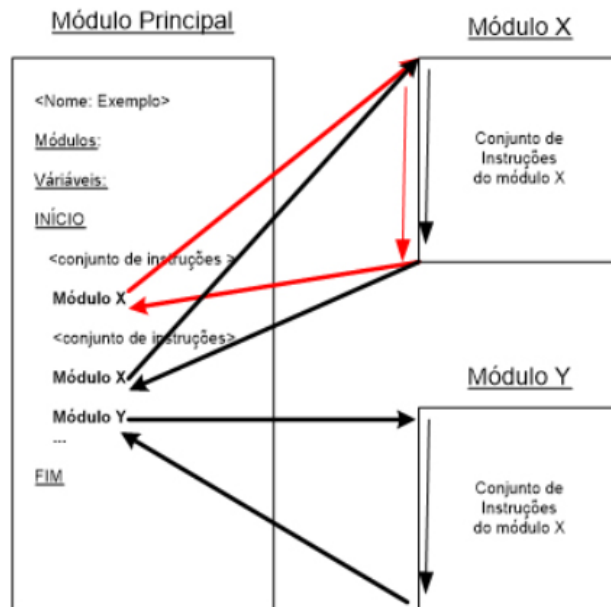 Módulo Principal
<Nome: Exemplo>
Módulos:
Váriáveis:
INÍCIO
<conjunto de instruções >
Módulo X
<conjunto de instruções>
Módulo X
Módulo Y
...
FIM
Módulo X
Conjunto de
Instruções
do módulo X
Módulo Y
Conjunto de
Instruções
do módulo X